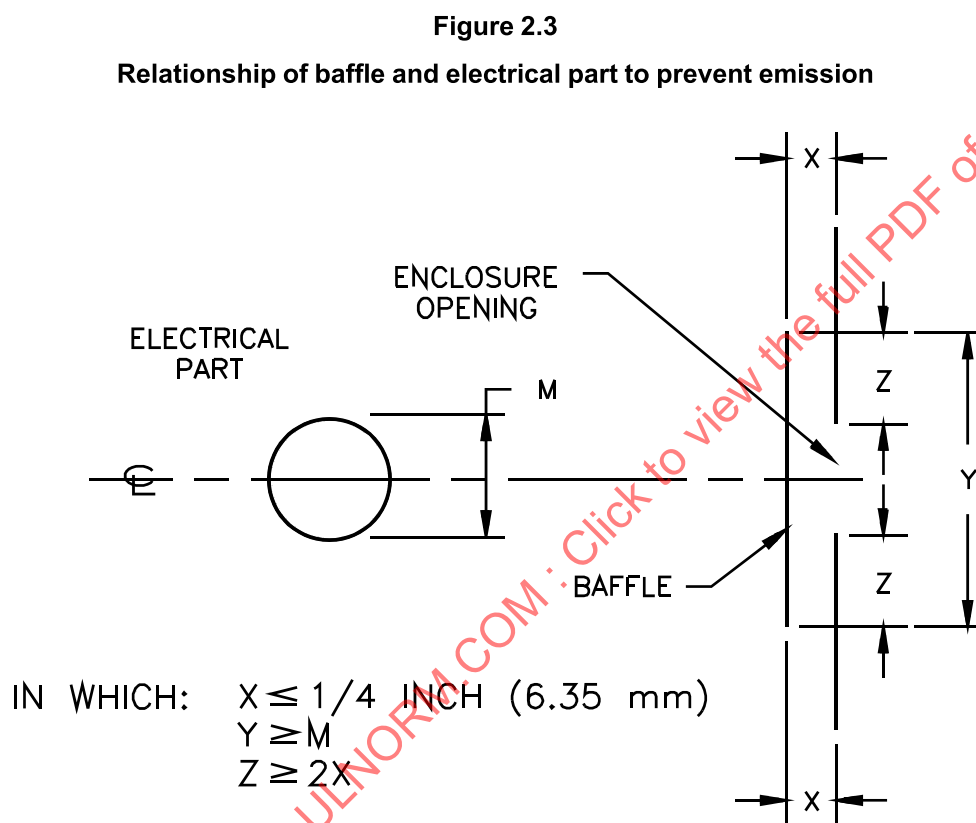 Figure 2.3
Relationship of baffle and electrical part to prevent emission
X
ENCLOSURE
OPENING
ELECTRICAL
PART
M
Z
℄
Y
BAFFLE
Z
IN WHICH: X ≤ 1/4 INCH (6.35 mm)
Y ≥ M
Z ≥ 2X
X
ULNORM.COM : Click to view the full PDF of